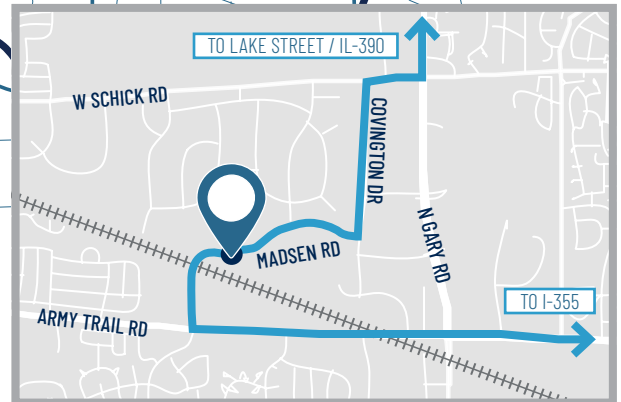 TO LAKE STREET / IL-390
W SCHICK RD
COVINGTON DR
N GARY RD
MADSEN RD
TO I-355
ARMY TRAIL RD